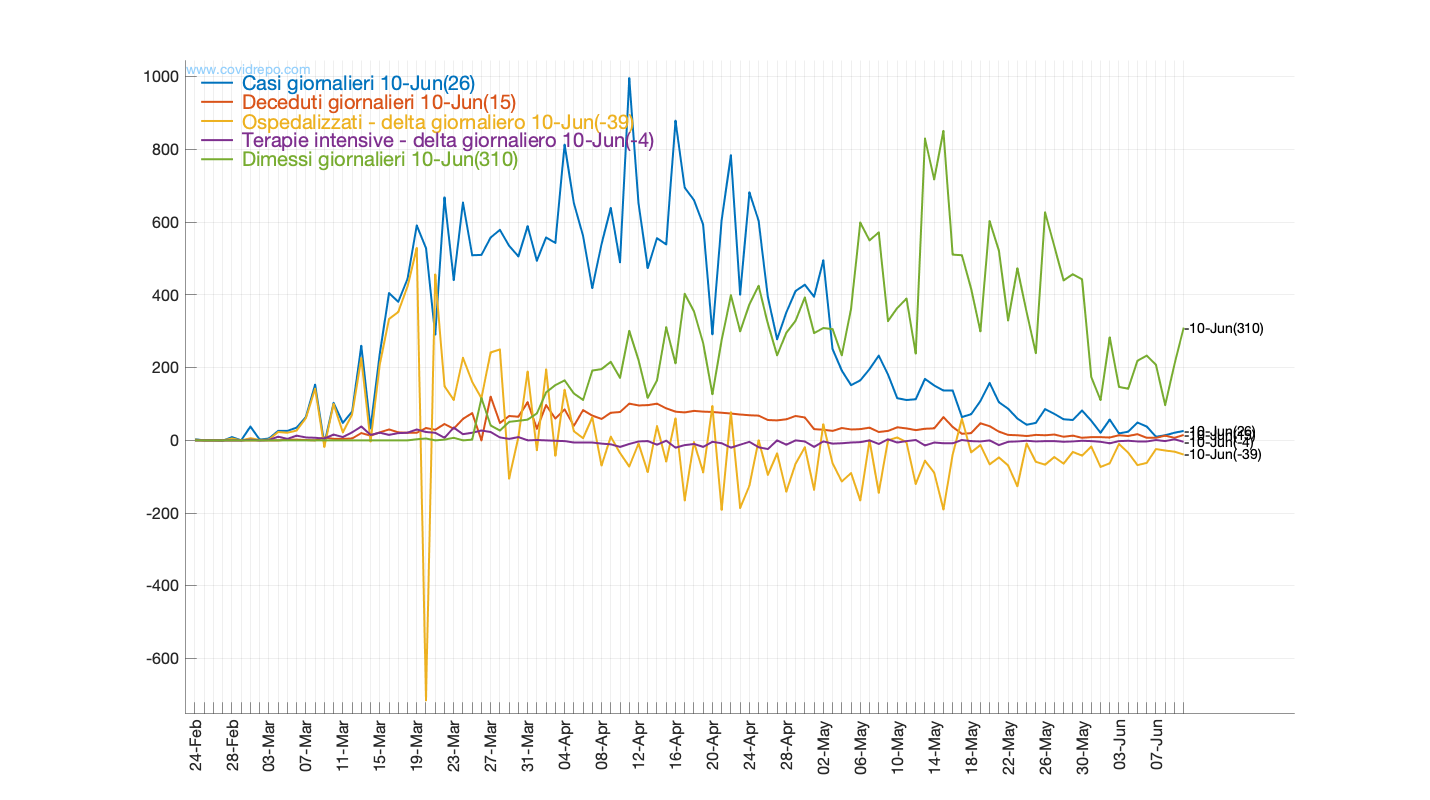 www.covidrepo.com
Casi giornalieri 10-Jun(26)
Deceduti giornalieri 10-Jun(15)
Ospedalizzati - delta giornaliero 10-Jun(-39)
Terapie intensive - delta giornaliero 10-Jun(-4)
Dimessi giornalieri 10-Jun(310)
1000
800
600
400
200
0
-200
-400
-600
-10-Jun(310)
-10-Jun(26)
-10-Jun(15)
-10-Jun(-4)
-10-Jun(-39)
24-Feb
28-Feb
03-Mar
07-Mar
11-Mar
15-Mar
19-Mar
23-Mar
27-Mar
31-Mar
04-Apr
08-Apr
12-Apr
16-Apr
20-Apr
24-Apr
28-Apr
02-May
06-May
10-May
14-May
18-May
22-May
26-May
30-May
03-Jun
07-Jun